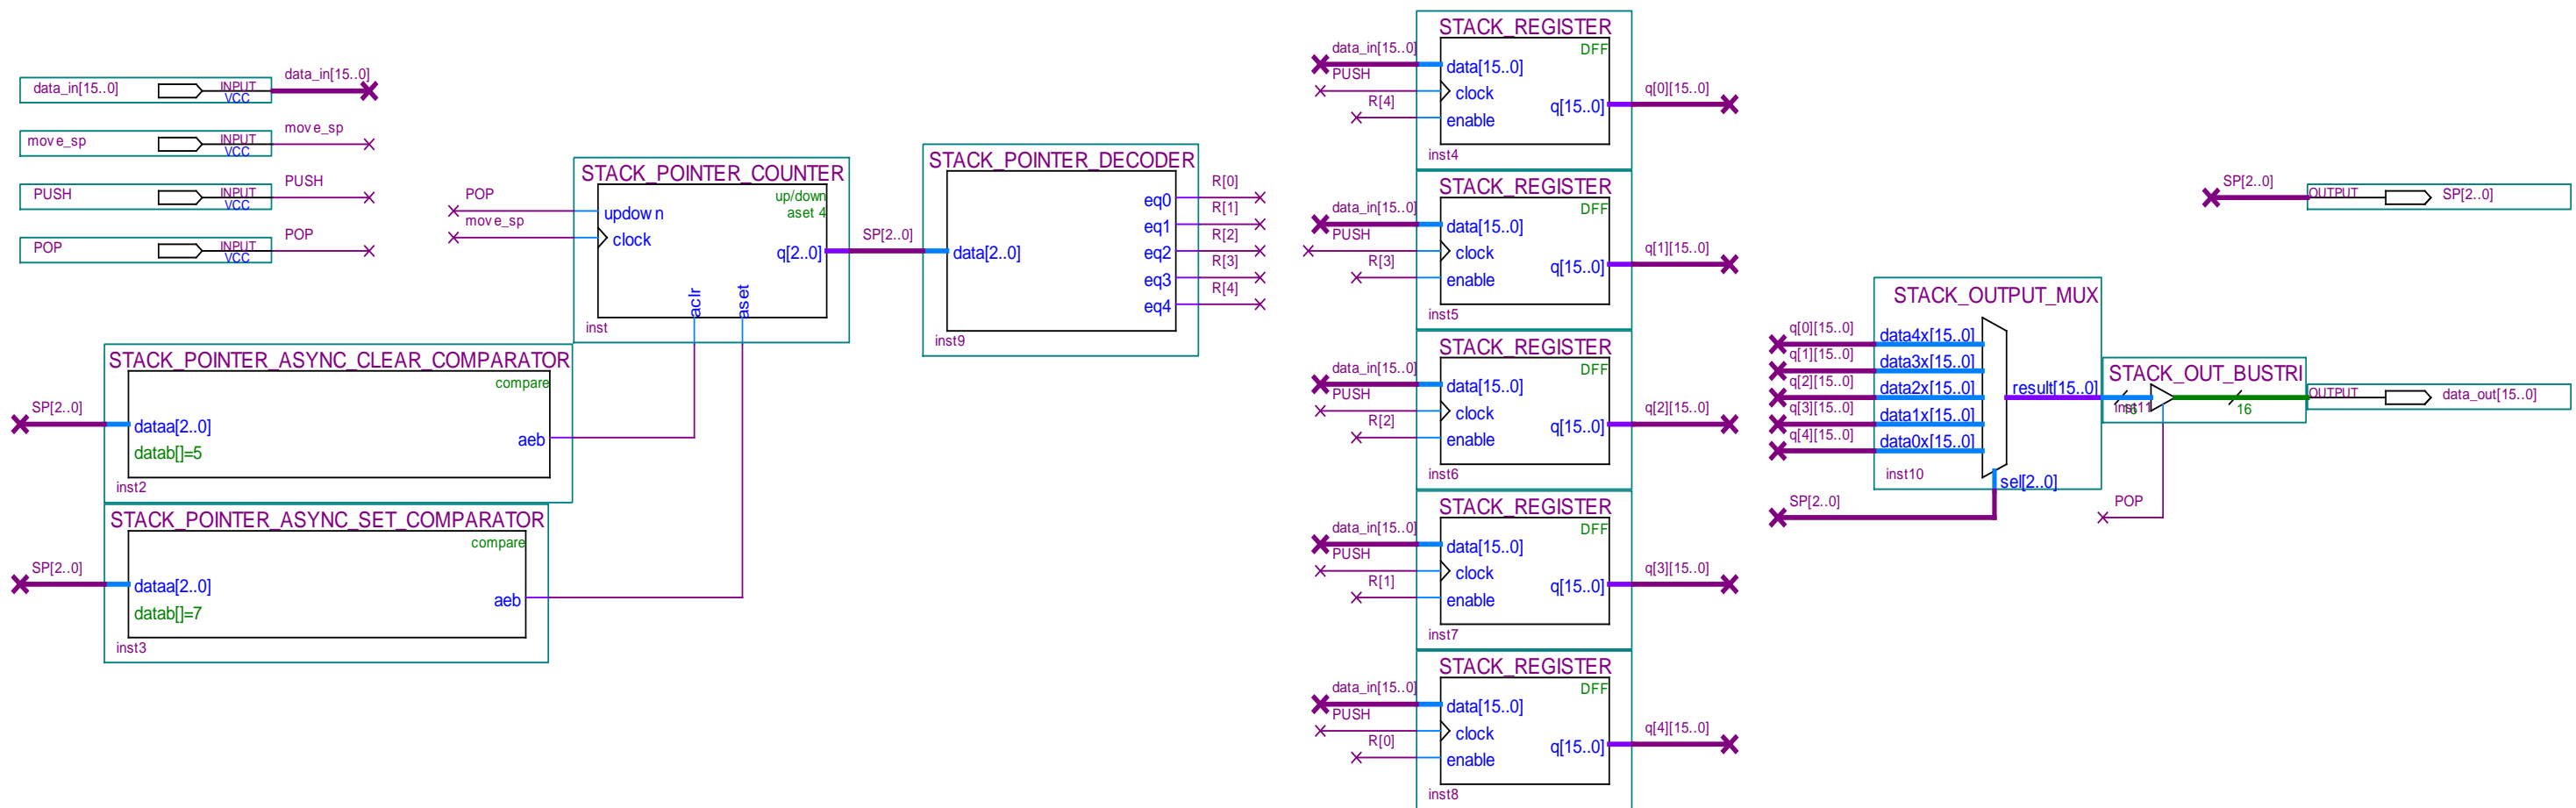 data_in[15..0]
INPUT
VCC
data_in[15..0]
move_sp
INPUT
VCC
move_sp
PUSH
INPUT
VCC
PUSH
POP
INPUT
VCC
POP
STACK_POINTER_COUNTER
up/down
aset 4
POP
updown
move_sp
clock
q[2..0]
aclr
aset
inst
SP[2..0]
STACK_POINTER_DECODER
data[2..0]
eq0
eq1
eq2
eq3
eq4
R[0]
R[1]
R[2]
R[3]
R[4]
inst9
STACK_POINTER_ASYNC_CLEAR_COMPARATOR
compare
SP[2..0]
dataa[2..0]
datab[]=5
aeb
inst2
STACK_POINTER_ASYNC_SET_COMPARATOR
compare
SP[2..0]
dataa[2..0]
datab[]=7
aeb
inst3
STACK_REGISTER
DFF
data_in[15..0]
data[15..0]
PUSH
clock
R[4]
enable
q[15..0]
q[0][15..0]
inst4
STACK_REGISTER
DFF
data_in[15..0]
data[15..0]
PUSH
clock
R[3]
enable
q[15..0]
q[1][15..0]
inst5
STACK_REGISTER
DFF
data_in[15..0]
data[15..0]
PUSH
clock
R[2]
enable
q[15..0]
q[2][15..0]
inst6
STACK_REGISTER
DFF
data_in[15..0]
data[15..0]
PUSH
clock
R[1]
enable
q[15..0]
q[3][15..0]
inst7
STACK_REGISTER
DFF
data_in[15..0]
data[15..0]
PUSH
clock
R[0]
enable
q[15..0]
q[4][15..0]
inst8
SP[2..0]
OUTPUT
SP[2..0]
STACK_OUTPUT_MUX
q[0][15..0]
data4x[15..0]
q[1][15..0]
data3x[15..0]
q[2][15..0]
data2x[15..0]
q[3][15..0]
data1x[15..0]
q[4][15..0]
data0x[15..0]
result[15..0]
sel[2..0]
inst10
SP[2..0]
STACK_OUT_BUSTRI
inst11
16
16
POP
OUTPUT
data_out[15..0]